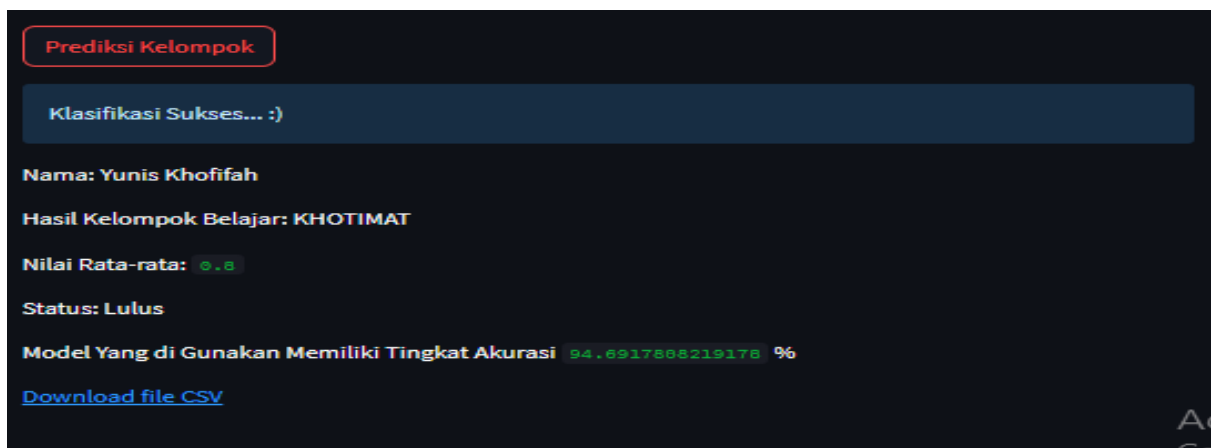 Prediksi Kelompok
Klasifikasi Sukses... :)
Nama: Yunis Khofifah
Hasil Kelompok Belajar: KHOTIMAT
Nilai Rata-rata: 0.8
Status: Lulus
Model Yang di Gunakan Memiliki Tingkat Akurasi 94.6917808219178 %
Download file CSV